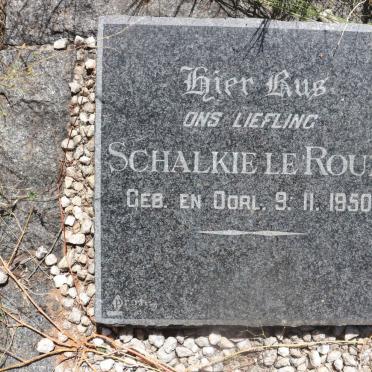 Hier Rus
ONS LIEFLING
SCHALKIE LE ROU
GEB. EN OORL. 9. 11. 1950